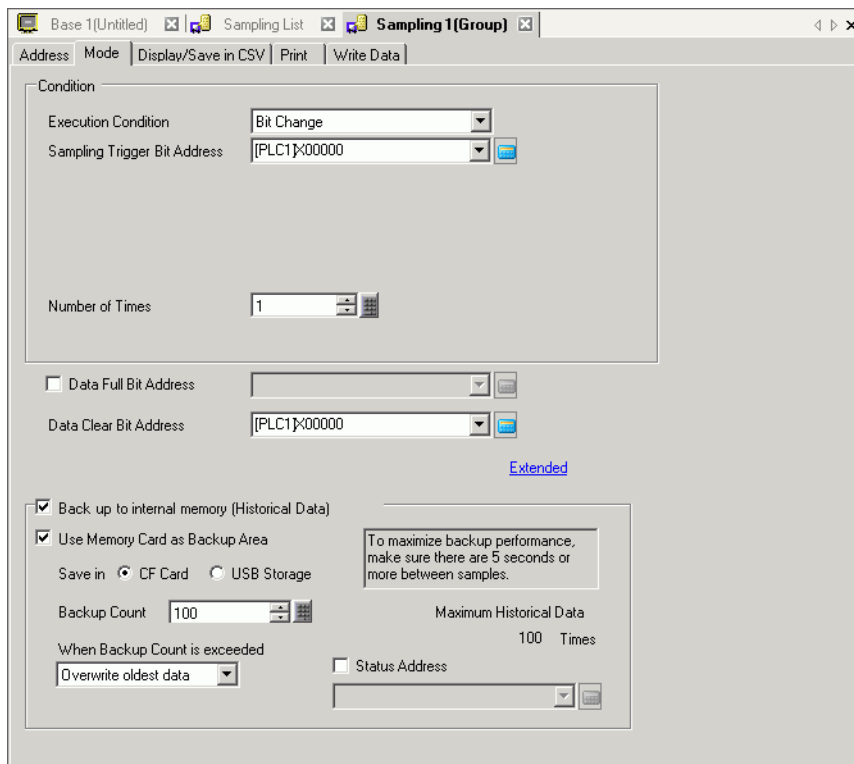 Base 1(Untitled) Sampling List Sampling 1(Group)
Address Mode Display/Save in CSV Print Write Data
Condition
Execution Condition Bit Change
Sampling Trigger Bit Address [PLC1]X00000
Number of Times 1
Data Full Bit Address
Data Clear Bit Address [PLC1]X00000
Extended
Back up to internal memory (Historical Data)
Use Memory Card as Backup Area
To maximize backup performance,
make sure there are 5 seconds or
more between samples.
Save in CF Card USB Storage
Backup Count 100 Maximum Historical Data
100 Times
When Backup Count is exceeded
Status Address
Overwrite oldest data